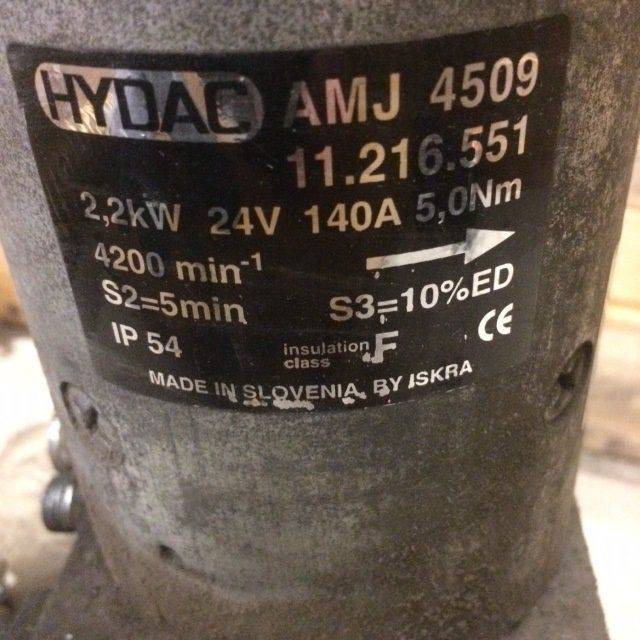 HYDAC AMJ 4509
11.216.551
2,2kW 24V 140A 5,0Nm
4200 min-1
S2=5min S3=10%ED
IP 54 insulation class F CE
MADE IN SLOVENIA BY ISKRA